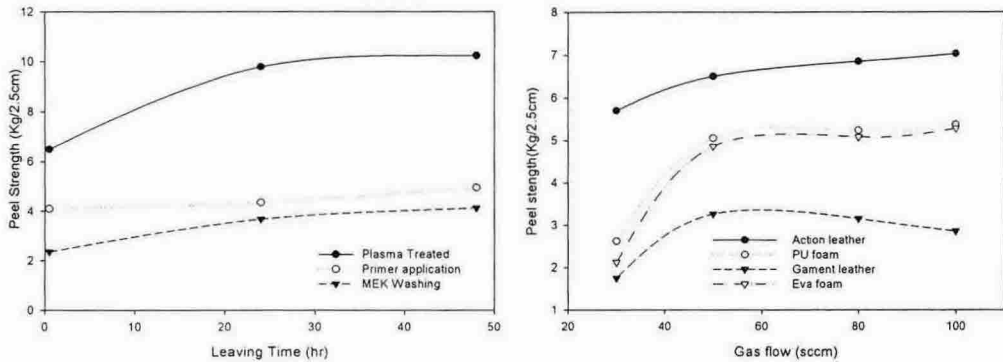 12
10
8
6
4
2
0
Peel Strength (Kg/2.5cm)
Plasma Treated
Primer application
MEK Washing
0 10 20 30 40 50
Leaving Time (hr)
8
7
6
5
4
3
2
1
Peel stength(Kg/2.5cm)
Action leather
PU foam
Gament leather
Eva foam
20 40 60 80 100
Gas flow (sccm)